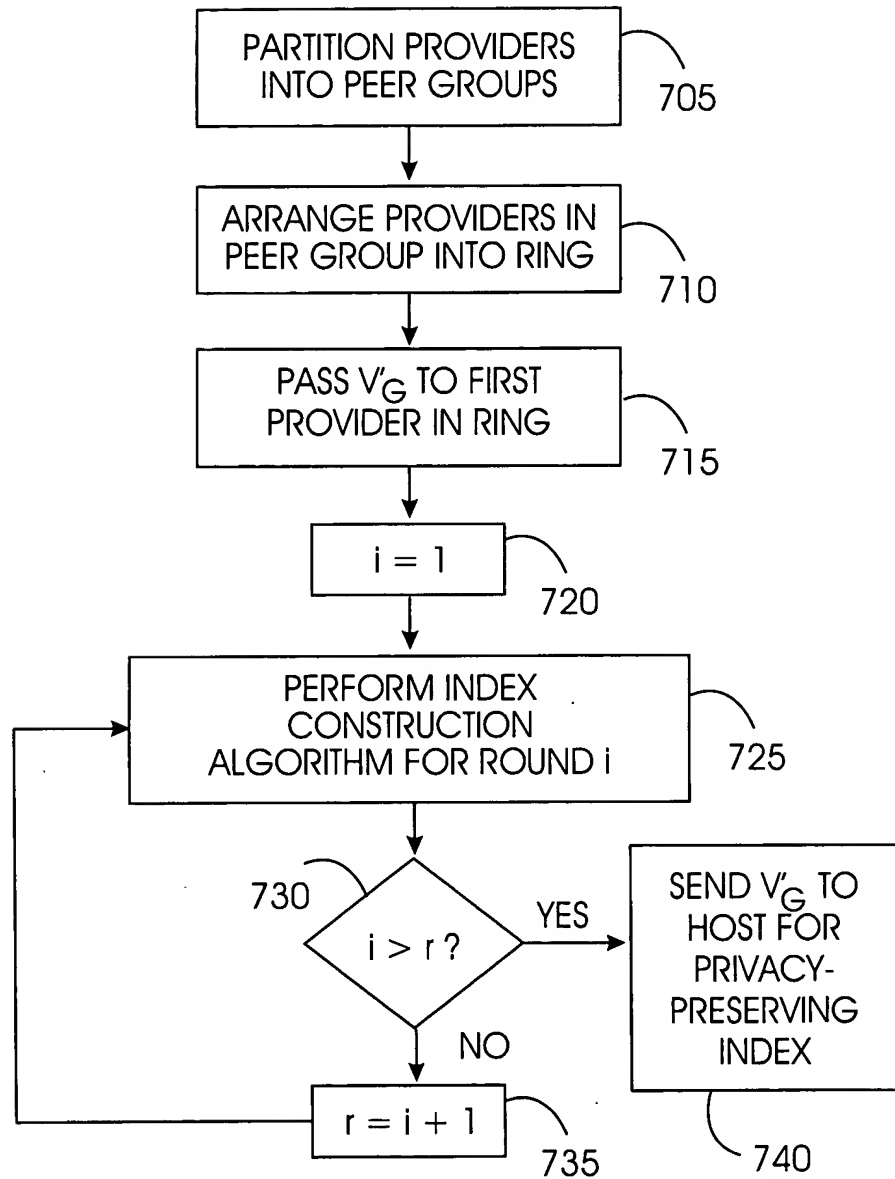 PARTITION PROVIDERS
INTO PEER GROUPS
705
ARRANGE PROVIDERS IN
PEER GROUP INTO RING
710
PASS V'G TO FIRST
PROVIDER IN RING
715
i = 1
720
PERFORM INDEX
CONSTRUCTION
ALGORITHM FOR ROUND i
725
730
i > r ?
YES
NO
SEND V'G TO
HOST FOR
PRIVACY-
PRESERVING
INDEX
740
r = i + 1
735